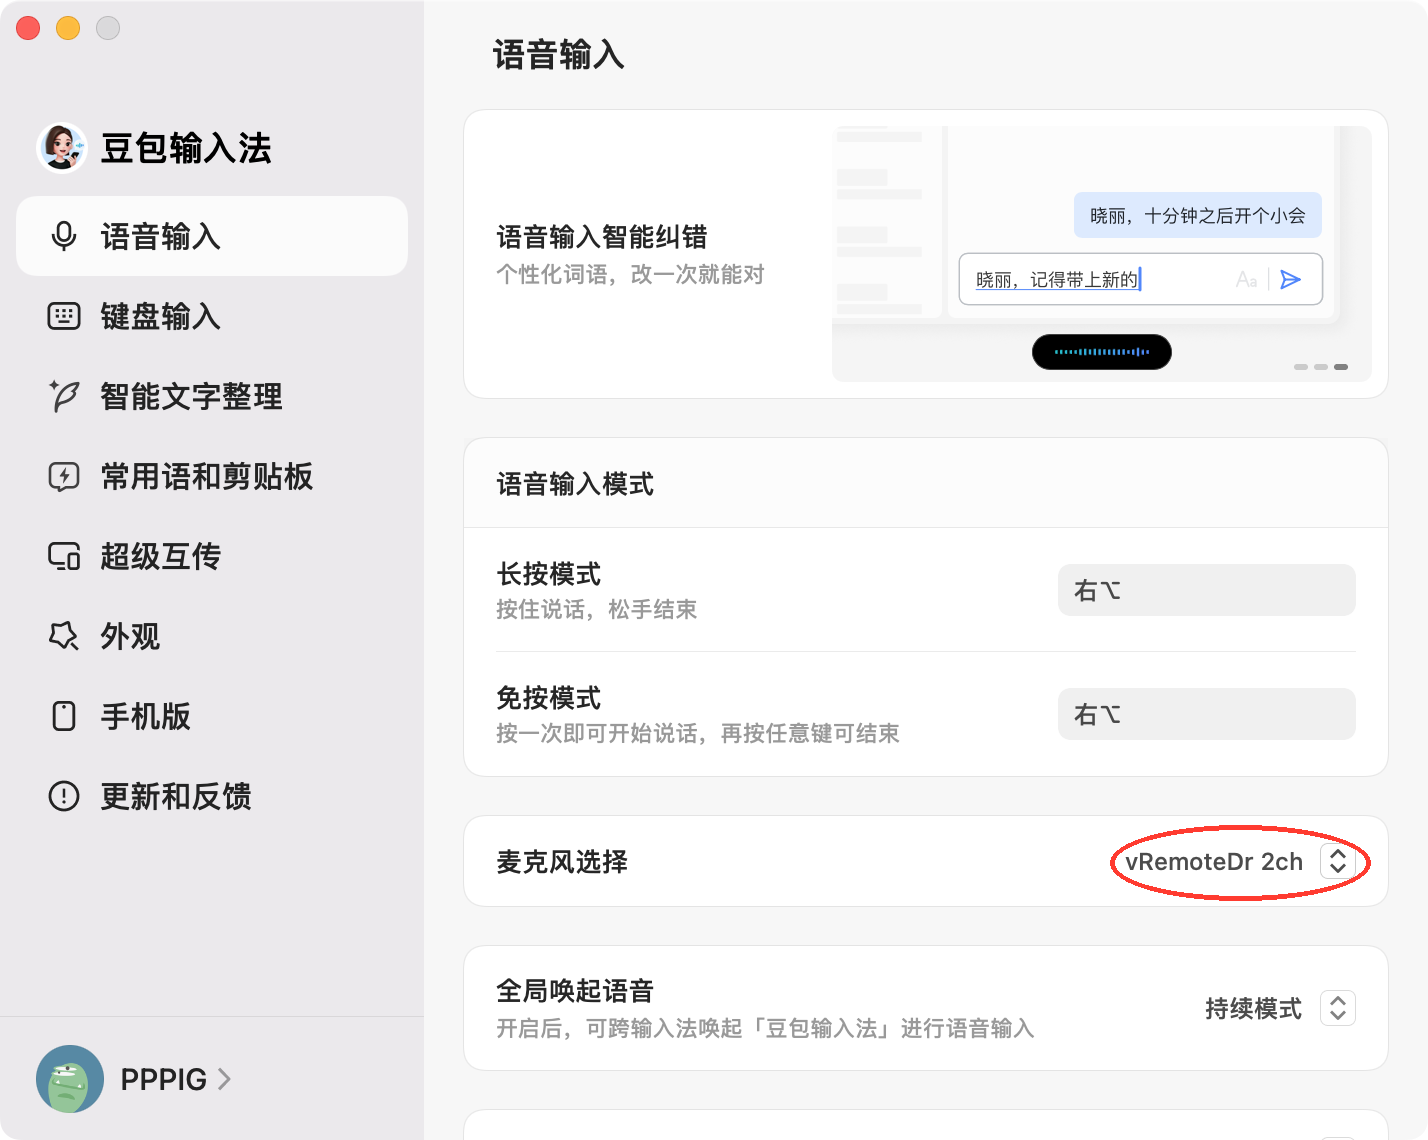 语音输入
豆包输入法
语音输入
键盘输入
智能文字整理
常用语和剪贴板
超级互传
外观
手机版
更新和反馈
PPPIG
语音输入智能纠错
个性化词语，改一次就能对
晓丽，十分钟之后开个小会
晓丽，记得带上新的
Aa
语音输入模式
长按模式
按住说话，松手结束
右⌥
免按模式
按一次即可开始说话，再按任意键可结束
右⌥
麦克风选择
vRemoteDr 2ch
全局唤起语音
开启后，可跨输入法唤起「豆包输入法」进行语音输入
持续模式